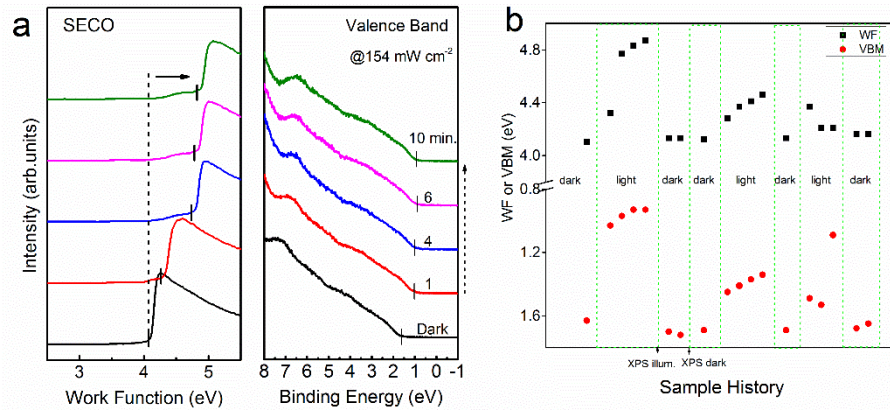 a
SECO
Intensity (arb.units)
3
4
5
Work Function (eV)
Valence Band
@154 mW cm-2
10 min.
6
4
1
Dark
8 7 6 5 4 3 2 1 0 -1
Binding Energy (eV)
b
WF
VBM
WF or VBM (eV)
4.8
4.4
4.0
0.8
1.2
1.6
dark light dark dark light dark light dark
XPS illum. XPS dark
Sample History